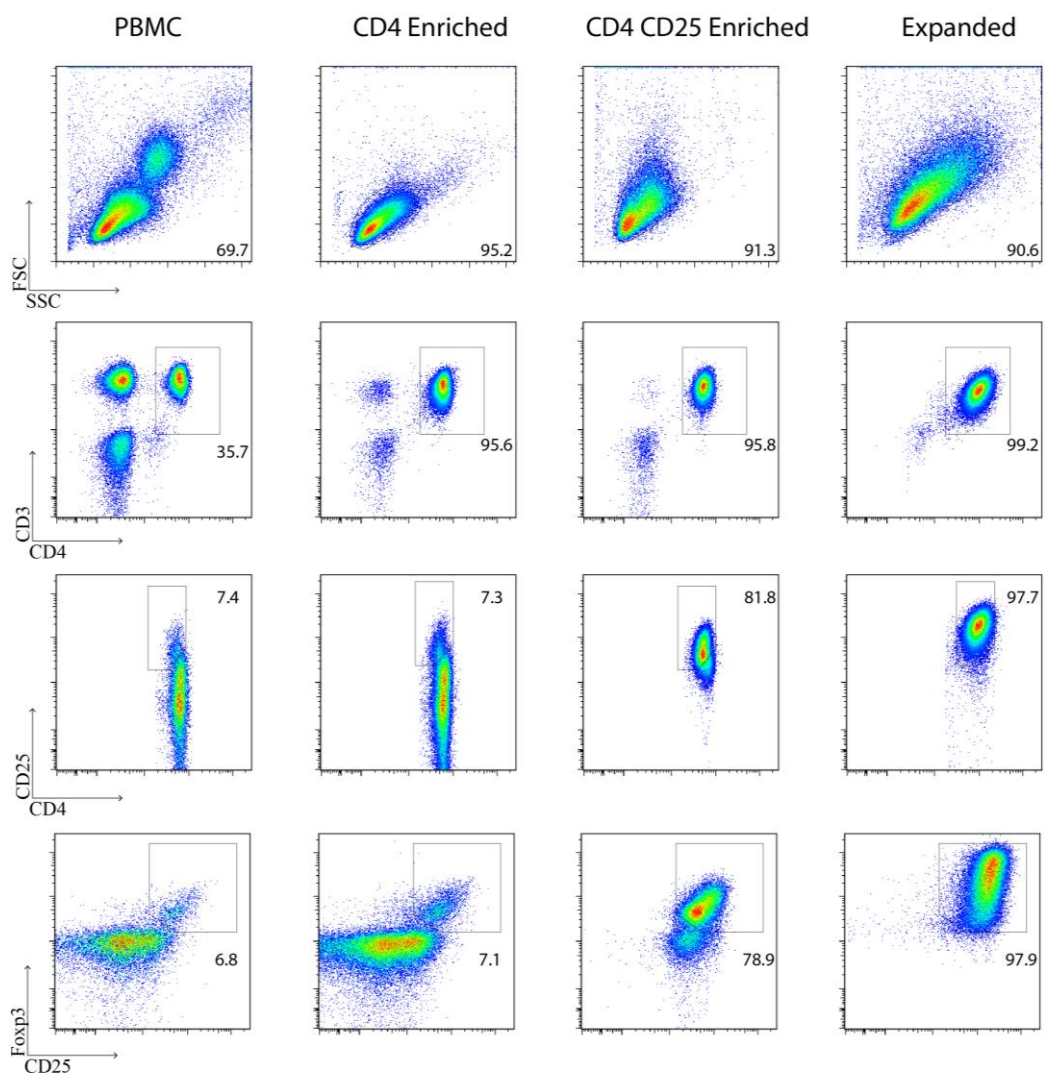 PBMC CD4 Enriched CD4 CD25 Enriched Expanded
FSC
SSC
69.7 95.2 91.3 90.6
CD3
CD4
35.7 95.6 95.8 99.2
CD25
CD4
7.4 7.3 81.8 97.7
Foxp3
CD25
6.8 7.1 78.9 97.9